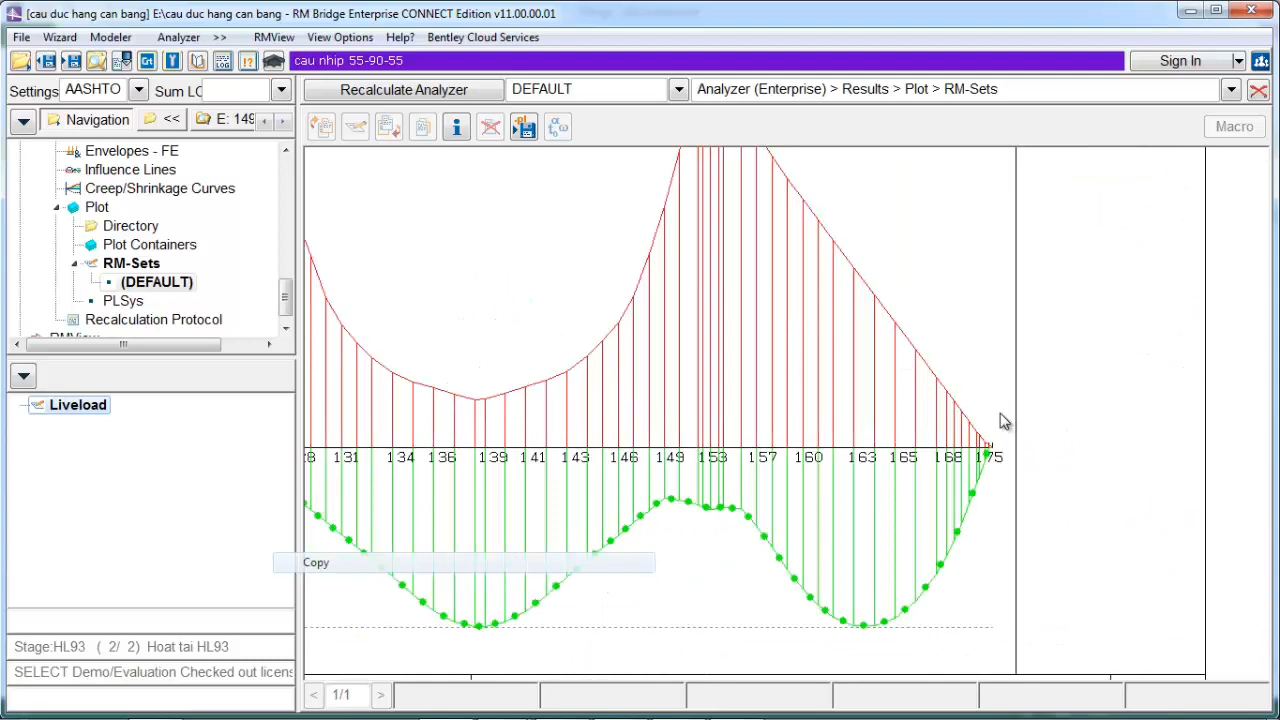 [cau duc hang can bang] E:\cau duc hang can bang - RM Bridge Enterprise CONNECT Edition v11.00.00.01
File Wizard Modeler Analyzer >> RMView View Options Help? Bentley Cloud Services
cau nhip 55-90-55 Sign In
Settings AASHTO Sum LC Recalculate Analyzer DEFAULT Analyzer (Enterprise) > Results > Plot > RM-Sets
Navigation << E: 149 Macro
Envelopes - FE
Influence Lines
Creep/Shrinkage Curves
Plot
Directory
Plot Containers
RM-Sets
(DEFAULT)
PLSys
Recalculation Protocol
Liveload
131 134 136 139 141 143 146 149 153 157 160 163 165 168 175
Copy
Stage:HL93 ( 2/ 2) Hoat tai HL93
SELECT Demo/Evaluation Checked out licens
< 1/1 >